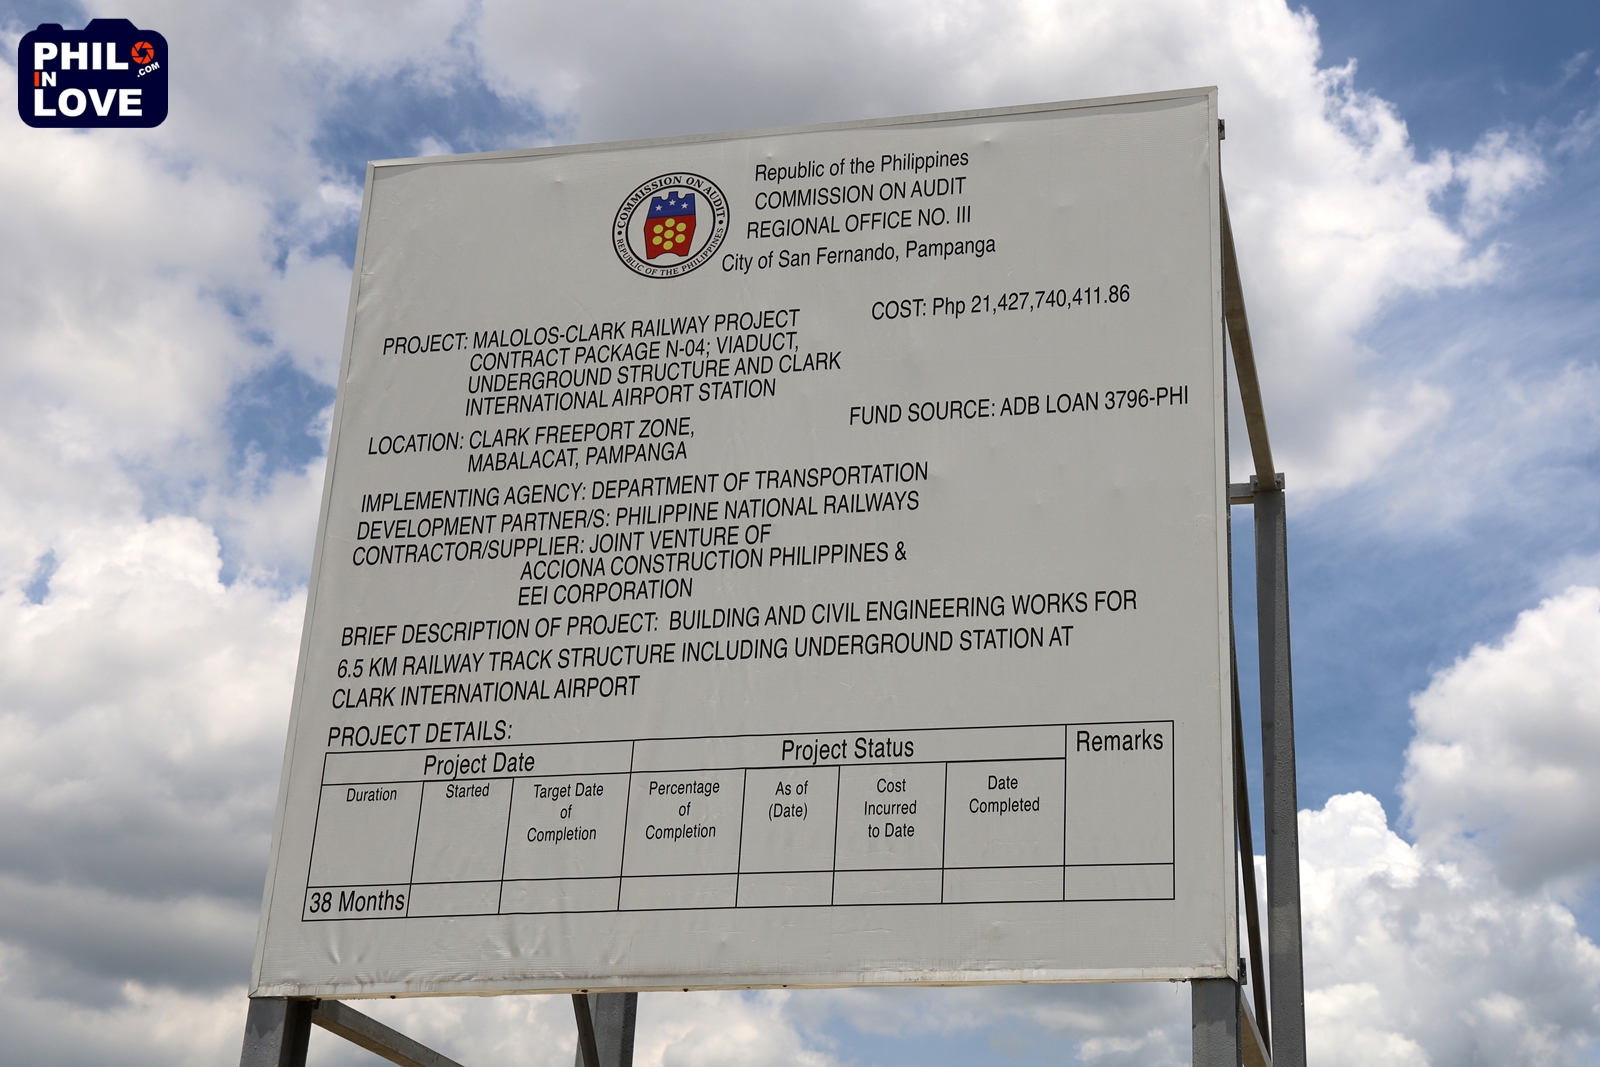 PHIL
IN
.COM
LOVE
COMMISSION ON AUDIT
REPUBLIC OF THE PHILIPPINES
Republic of the Philippines
COMMISSION ON AUDIT
REGIONAL OFFICE NO. III
City of San Fernando, Pampanga
PROJECT: MALOLOS-CLARK RAILWAY PROJECT
CONTRACT PACKAGE N-04; VIADUCT,
UNDERGROUND STRUCTURE AND CLARK
INTERNATIONAL AIRPORT STATION
COST: Php 21,427,740,411.86
LOCATION: CLARK FREEPORT ZONE,
MABALACAT, PAMPANGA
FUND SOURCE: ADB LOAN 3796-PHI
IMPLEMENTING AGENCY: DEPARTMENT OF TRANSPORTATION
DEVELOPMENT PARTNER/S: PHILIPPINE NATIONAL RAILWAYS
CONTRACTOR/SUPPLIER: JOINT VENTURE OF
ACCIONA CONSTRUCTION PHILIPPINES &
EEI CORPORATION
BRIEF DESCRIPTION OF PROJECT: BUILDING AND CIVIL ENGINEERING WORKS FOR
6.5 KM RAILWAY TRACK STRUCTURE INCLUDING UNDERGROUND STATION AT
CLARK INTERNATIONAL AIRPORT
PROJECT DETAILS:
Project Date
Project Status
Remarks
Duration
Started
Target Date
of
Completion
Percentage
of
Completion
As of
(Date)
Cost
Incurred
to Date
Date
Completed
38 Months